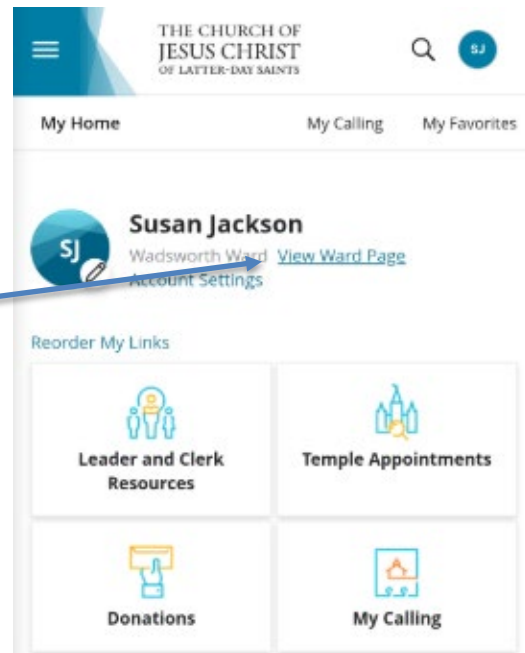 THE CHURCH OF
JESUS CHRIST
OF LATTER-DAY SAINTS
SJ
My Home My Calling My Favorites
SJ
Susan Jackson
Wadsworth Ward View Ward Page
Account Settings
Reorder My Links
Leader and Clerk
Resources
Temple Appointments
Donations
My Calling